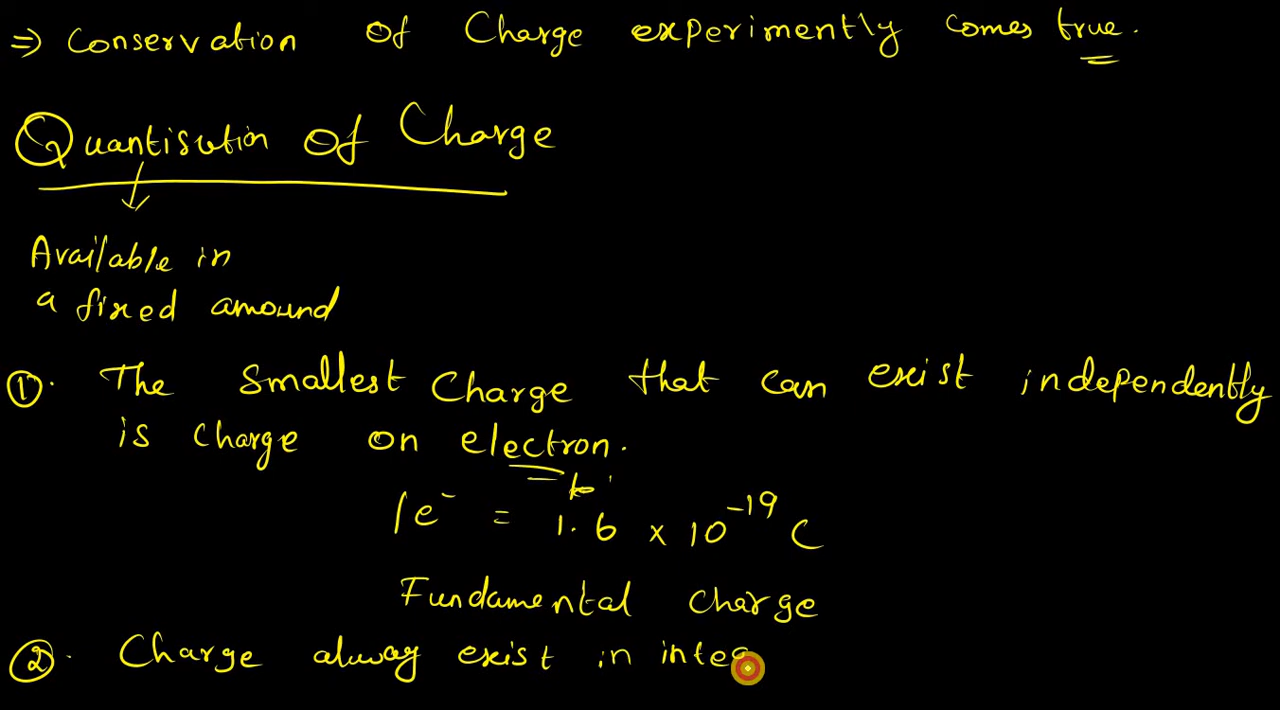 ⇒ Conservation of Charge experimently comes true.
Quantisation of Charge
Available in
a fixed amound
①. The smallest charge that can exist independently
is charge on electron.
1e⁻ = 1.6 × 10⁻¹⁹ C
Fundamental charge
②. Charge alway exist in integ